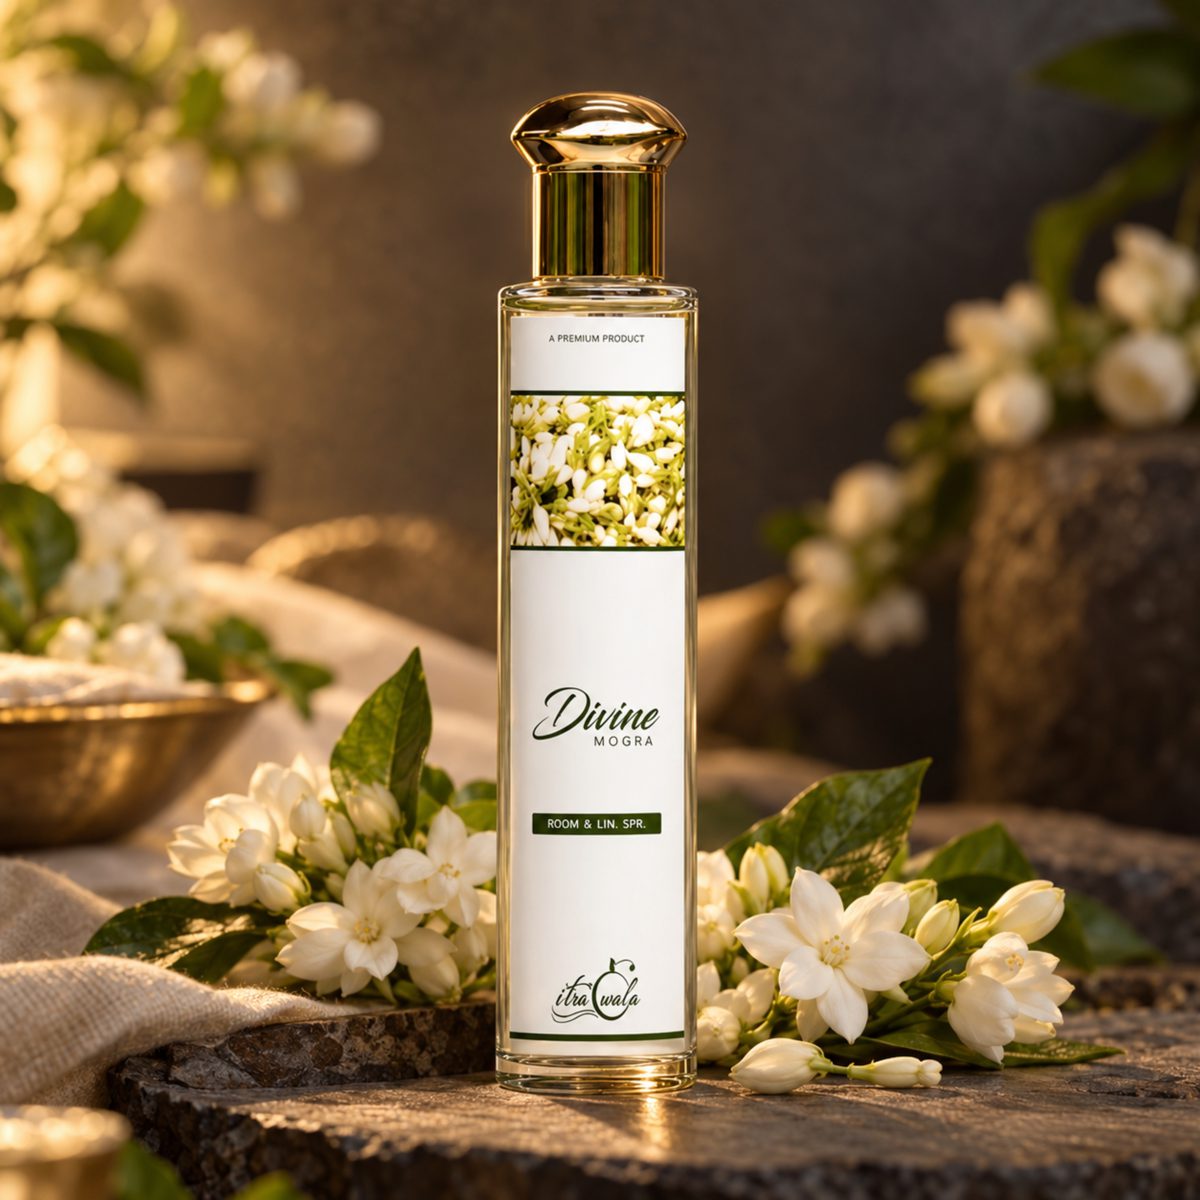 A PREMIUM PRODUCT
Divine
MOGRA
ROOM & LIN. SPR.
itra wala